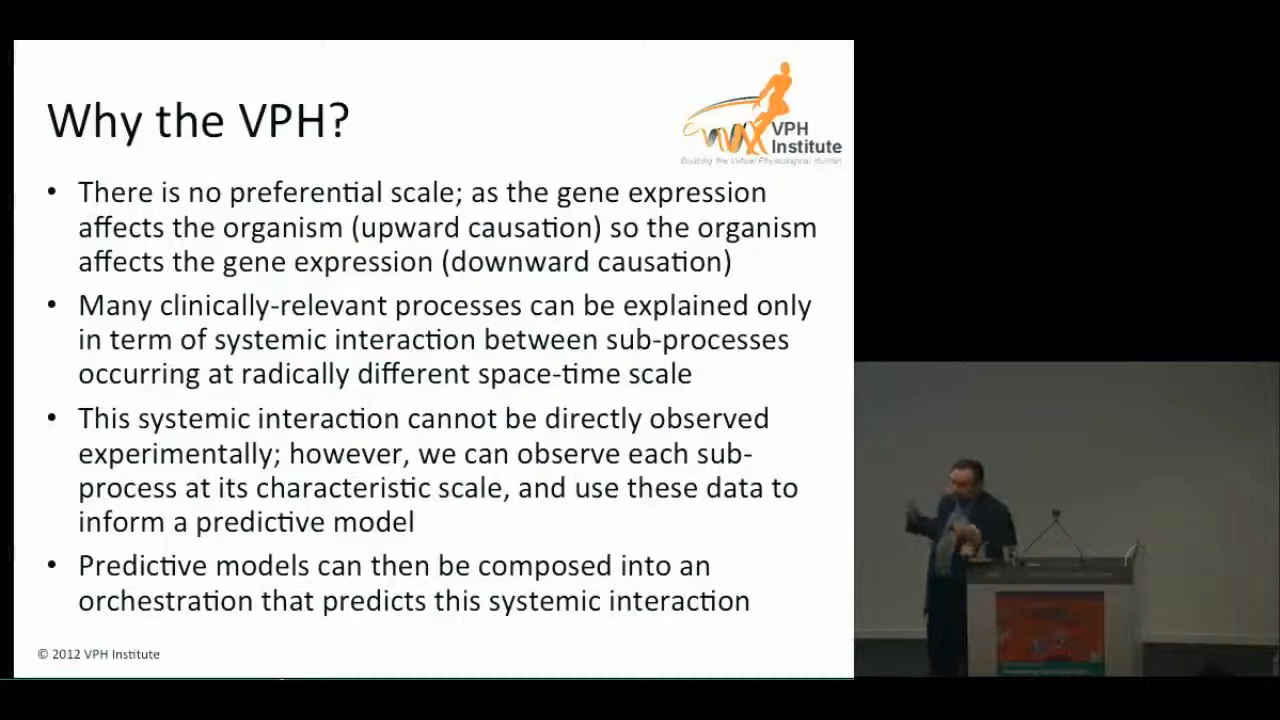 Why the VPH?
VPH
Institute
Building the Virtual Physiological Human
• There is no preferential scale; as the gene expression
affects the organism (upward causation) so the organism
affects the gene expression (downward causation)
• Many clinically-relevant processes can be explained only
in term of systemic interaction between sub-processes
occurring at radically different space-time scale
• This systemic interaction cannot be directly observed
experimentally; however, we can observe each sub-
process at its characteristic scale, and use these data to
inform a predictive model
• Predictive models can then be composed into an
orchestration that predicts this systemic interaction
© 2012 VPH Institute